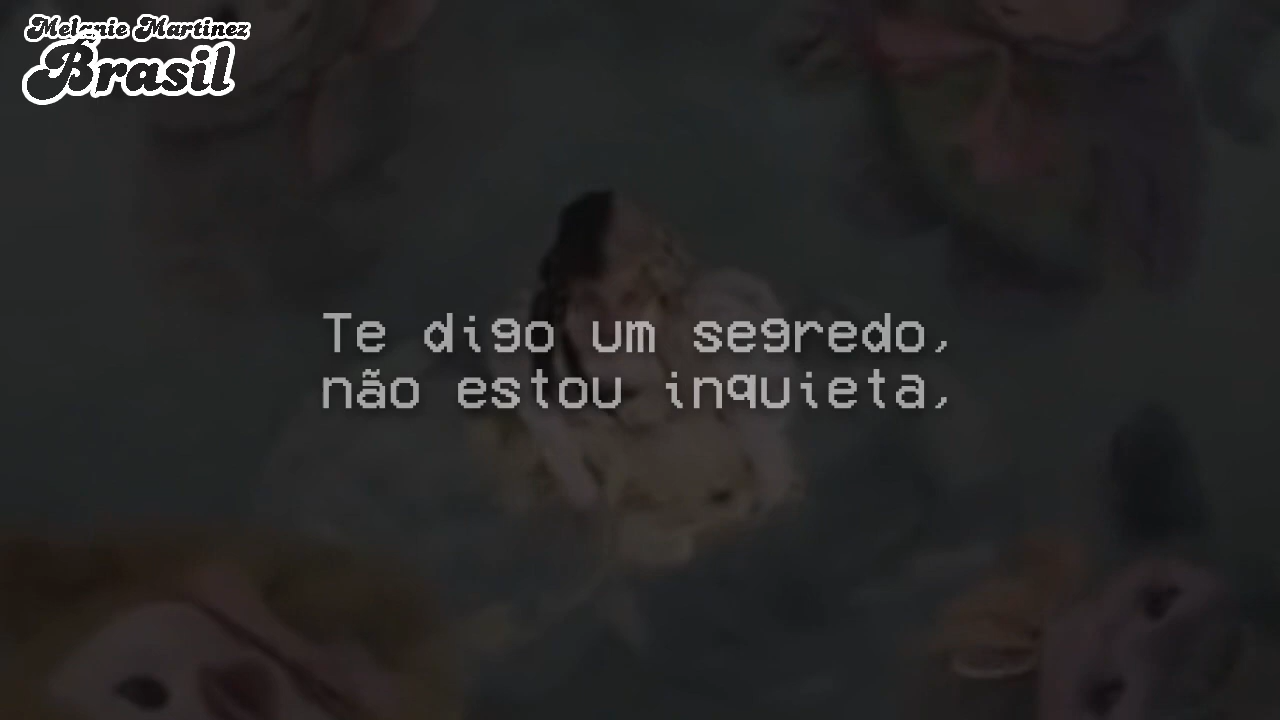 Melanie Martinez
Brasil
Te digo um segredo,
não estou inquieta,